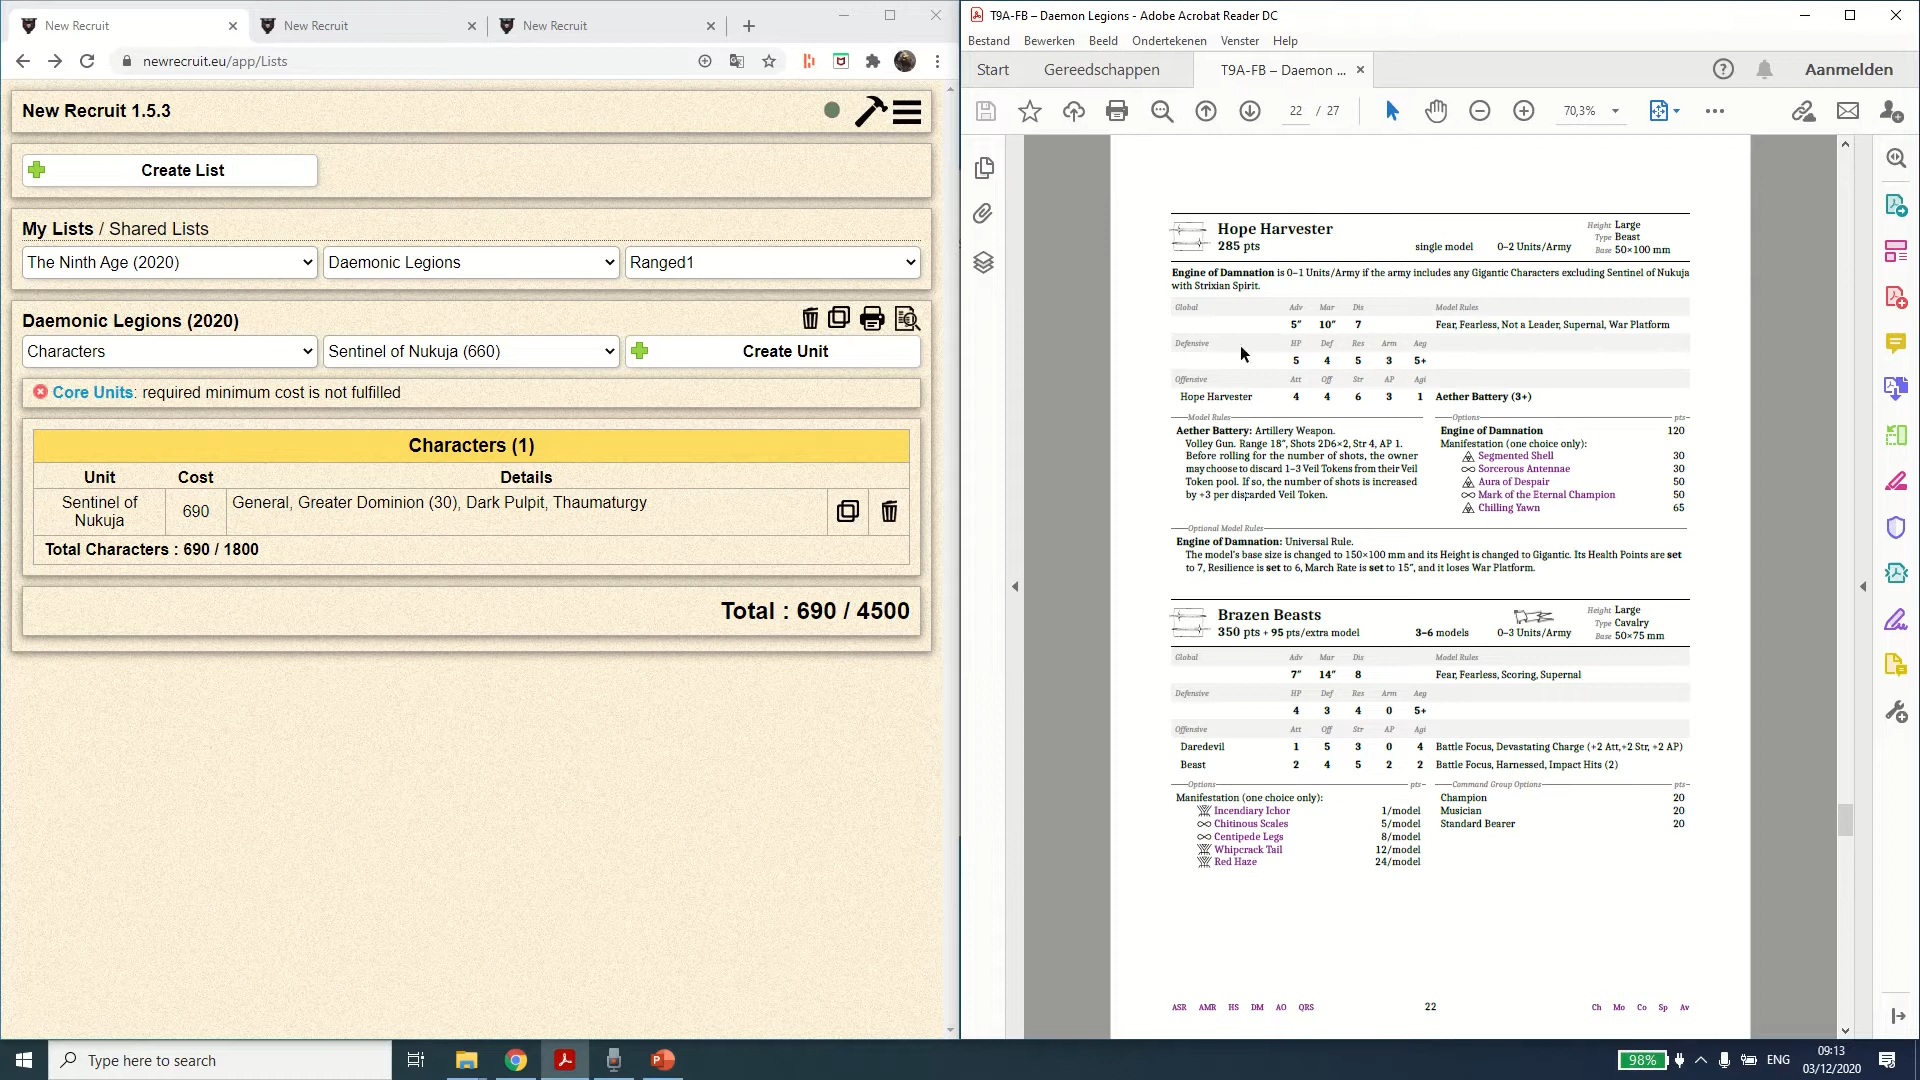 New Recruit
New Recruit
New Recruit
newrecruit.eu/app/Lists
New Recruit 1.5.3
Create List
My Lists / Shared Lists
The Ninth Age (2020)
Daemonic Legions
Ranged1
Daemonic Legions (2020)
Characters
Sentinel of Nukuja (660)
Create Unit
Core Units: required minimum cost is not fulfilled
Characters (1)
Unit Cost Details
Sentinel of
Nukuja
690
General, Greater Dominion (30), Dark Pulpit, Thaumaturgy
Total Characters : 690 / 1800
Total : 690 / 4500
T9A-FB – Daemon Legions - Adobe Acrobat Reader DC
Bestand Bewerken Beeld Ondertekenen Venster Help
Start Gereedschappen T9A-FB – Daemon ... Aanmelden
22 / 27 70,3%
Hope Harvester
285 pts single model 0–2 Units/Army
Height Large
Type Beast
Base 50×100 mm
Engine of Damnation is 0–1 Units/Army if the army includes any Gigantic Characters excluding Sentinel of Nukuja
with Strixian Spirit.
Global Adv Mar Dis Model Rules
5″ 10″ 7 Fear, Fearless, Not a Leader, Supernal, War Platform
Defensive HP Def Res Arm Aeg
5 4 5 3 5+
Offensive Att Off Str AP Agi
Hope Harvester 4 4 6 3 1 Aether Battery (3+)
Model Rules
Aether Battery: Artillery Weapon.
Volley Gun. Range 18″, Shots 2D6×2, Str 4, AP 1.
Before rolling for the number of shots, the owner
may choose to discard 1–3 Veil Tokens from their Veil
Token pool. If so, the number of shots is increased
by +3 per discarded Veil Token.
Options pts
Engine of Damnation 120
Manifestation (one choice only):
Segmented Shell 30
Sorcerous Antennae 30
Aura of Despair 50
Mark of the Eternal Champion 50
Chilling Yawn 65
Optional Model Rules
Engine of Damnation: Universal Rule.
The model's base size is changed to 150×100 mm and its Height is changed to Gigantic. Its Health Points are set
to 7, Resilience is set to 6, March Rate is set to 15″, and it loses War Platform.
Brazen Beasts
350 pts + 95 pts/extra model 3–6 models 0–3 Units/Army
Height Large
Type Cavalry
Base 50×75 mm
Global Adv Mar Dis Model Rules
7″ 14″ 8 Fear, Fearless, Scoring, Supernal
Defensive HP Def Res Arm Aeg
4 3 4 0 5+
Offensive Att Off Str AP Agi
Daredevil 1 5 3 0 4 Battle Focus, Devastating Charge (+2 Att,+2 Str, +2 AP)
Beast 2 4 5 2 2 Battle Focus, Harnessed, Impact Hits (2)
Options pts
Manifestation (one choice only):
Incendiary Ichor 1/model
Chitinous Scales 5/model
Centipede Legs 8/model
Whipcrack Tail 12/model
Red Haze 24/model
Command Group Options pts
Champion 20
Musician 20
Standard Bearer 20
ASR AMR HS DM AO QRS 22 Ch Mo Co Sp Av
Type here to search
98%
ENG
09:13
03/12/2020